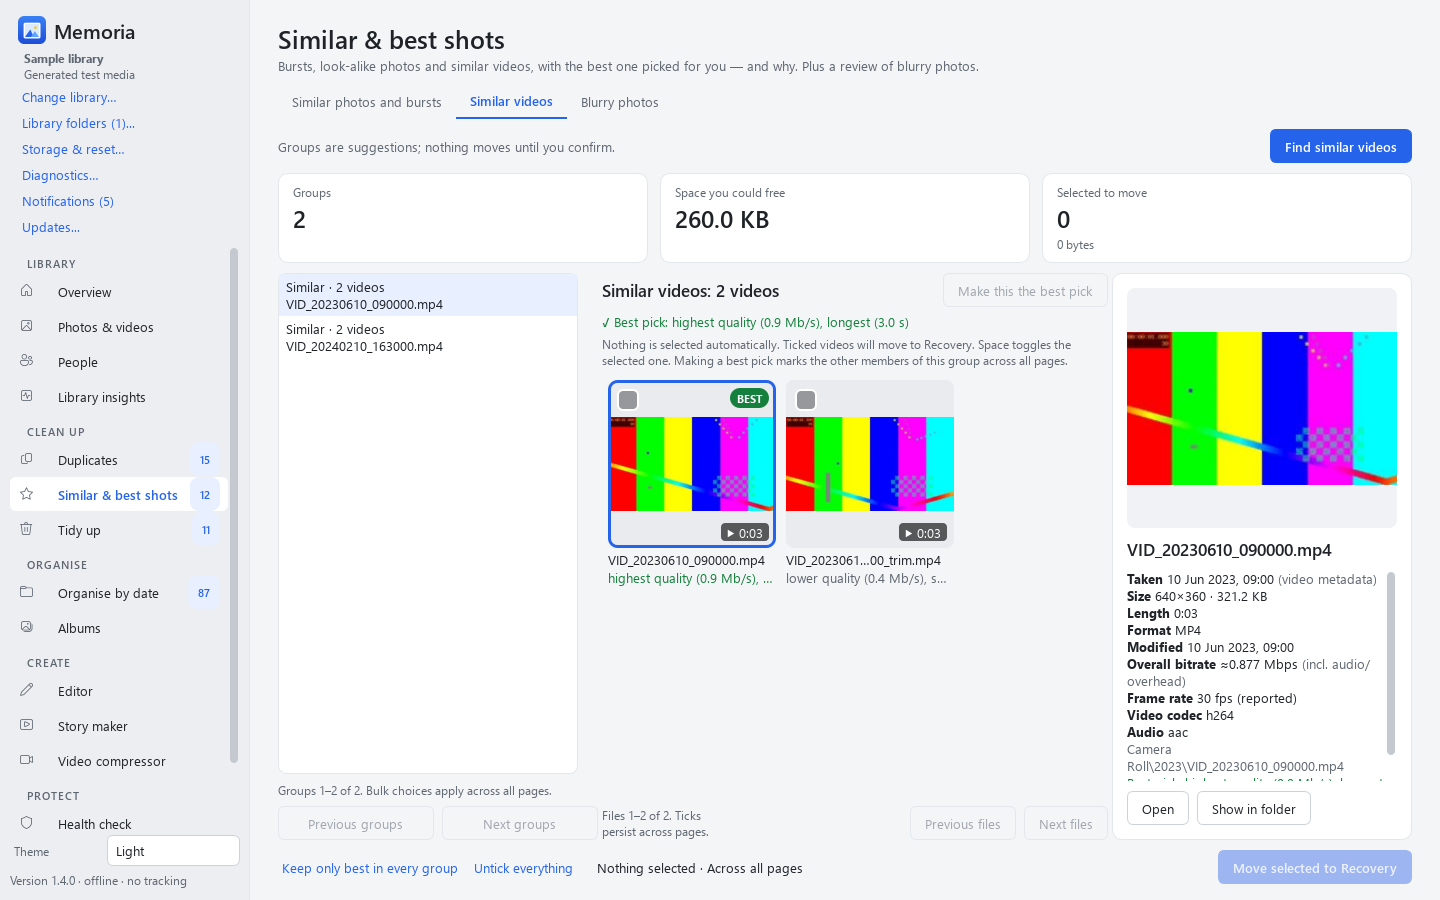 Memoria
Sample library
Generated test media
Change library...
Library folders (1)...
Storage & reset...
Diagnostics...
Notifications (5)
Updates...
LIBRARY
Overview
Photos & videos
People
Library insights
CLEAN UP
Duplicates 15
Similar & best shots 12
Tidy up 11
ORGANISE
Organise by date 87
Albums
CREATE
Editor
Story maker
Video compressor
PROTECT
Health check
Theme Light
Version 1.4.0 · offline · no tracking
Similar & best shots
Bursts, look-alike photos and similar videos, with the best one picked for you — and why. Plus a review of blurry photos.
Similar photos and bursts Similar videos Blurry photos
Groups are suggestions; nothing moves until you confirm.
Find similar videos
Groups
2
Space you could free
260.0 KB
Selected to move
0
0 bytes
Similar · 2 videos
VID_20230610_090000.mp4
Similar · 2 videos
VID_20240210_163000.mp4
Groups 1–2 of 2. Bulk choices apply across all pages.
Previous groups Next groups
Similar videos: 2 videos
Make this the best pick
✓ Best pick: highest quality (0.9 Mb/s), longest (3.0 s)
Nothing is selected automatically. Ticked videos will move to Recovery. Space toggles the
selected one. Making a best pick marks the other members of this group across all pages.
BEST
0:03
VID_20230610_090000.mp4
highest quality (0.9 Mb/s), ...
0:03
VID_2023061...00_trim.mp4
lower quality (0.4 Mb/s), s...
Files 1–2 of 2. Ticks
persist across pages.
Previous files Next files
VID_20230610_090000.mp4
Taken 10 Jun 2023, 09:00 (video metadata)
Size 640×360 · 321.2 KB
Length 0:03
Format MP4
Modified 10 Jun 2023, 09:00
Overall bitrate ≈0.877 Mbps (incl. audio/
overhead)
Frame rate 30 fps (reported)
Video codec h264
Audio aac
Camera
Roll\2023\VID_20230610_090000.mp4
Open Show in folder
Keep only best in every group Untick everything Nothing selected · Across all pages
Move selected to Recovery